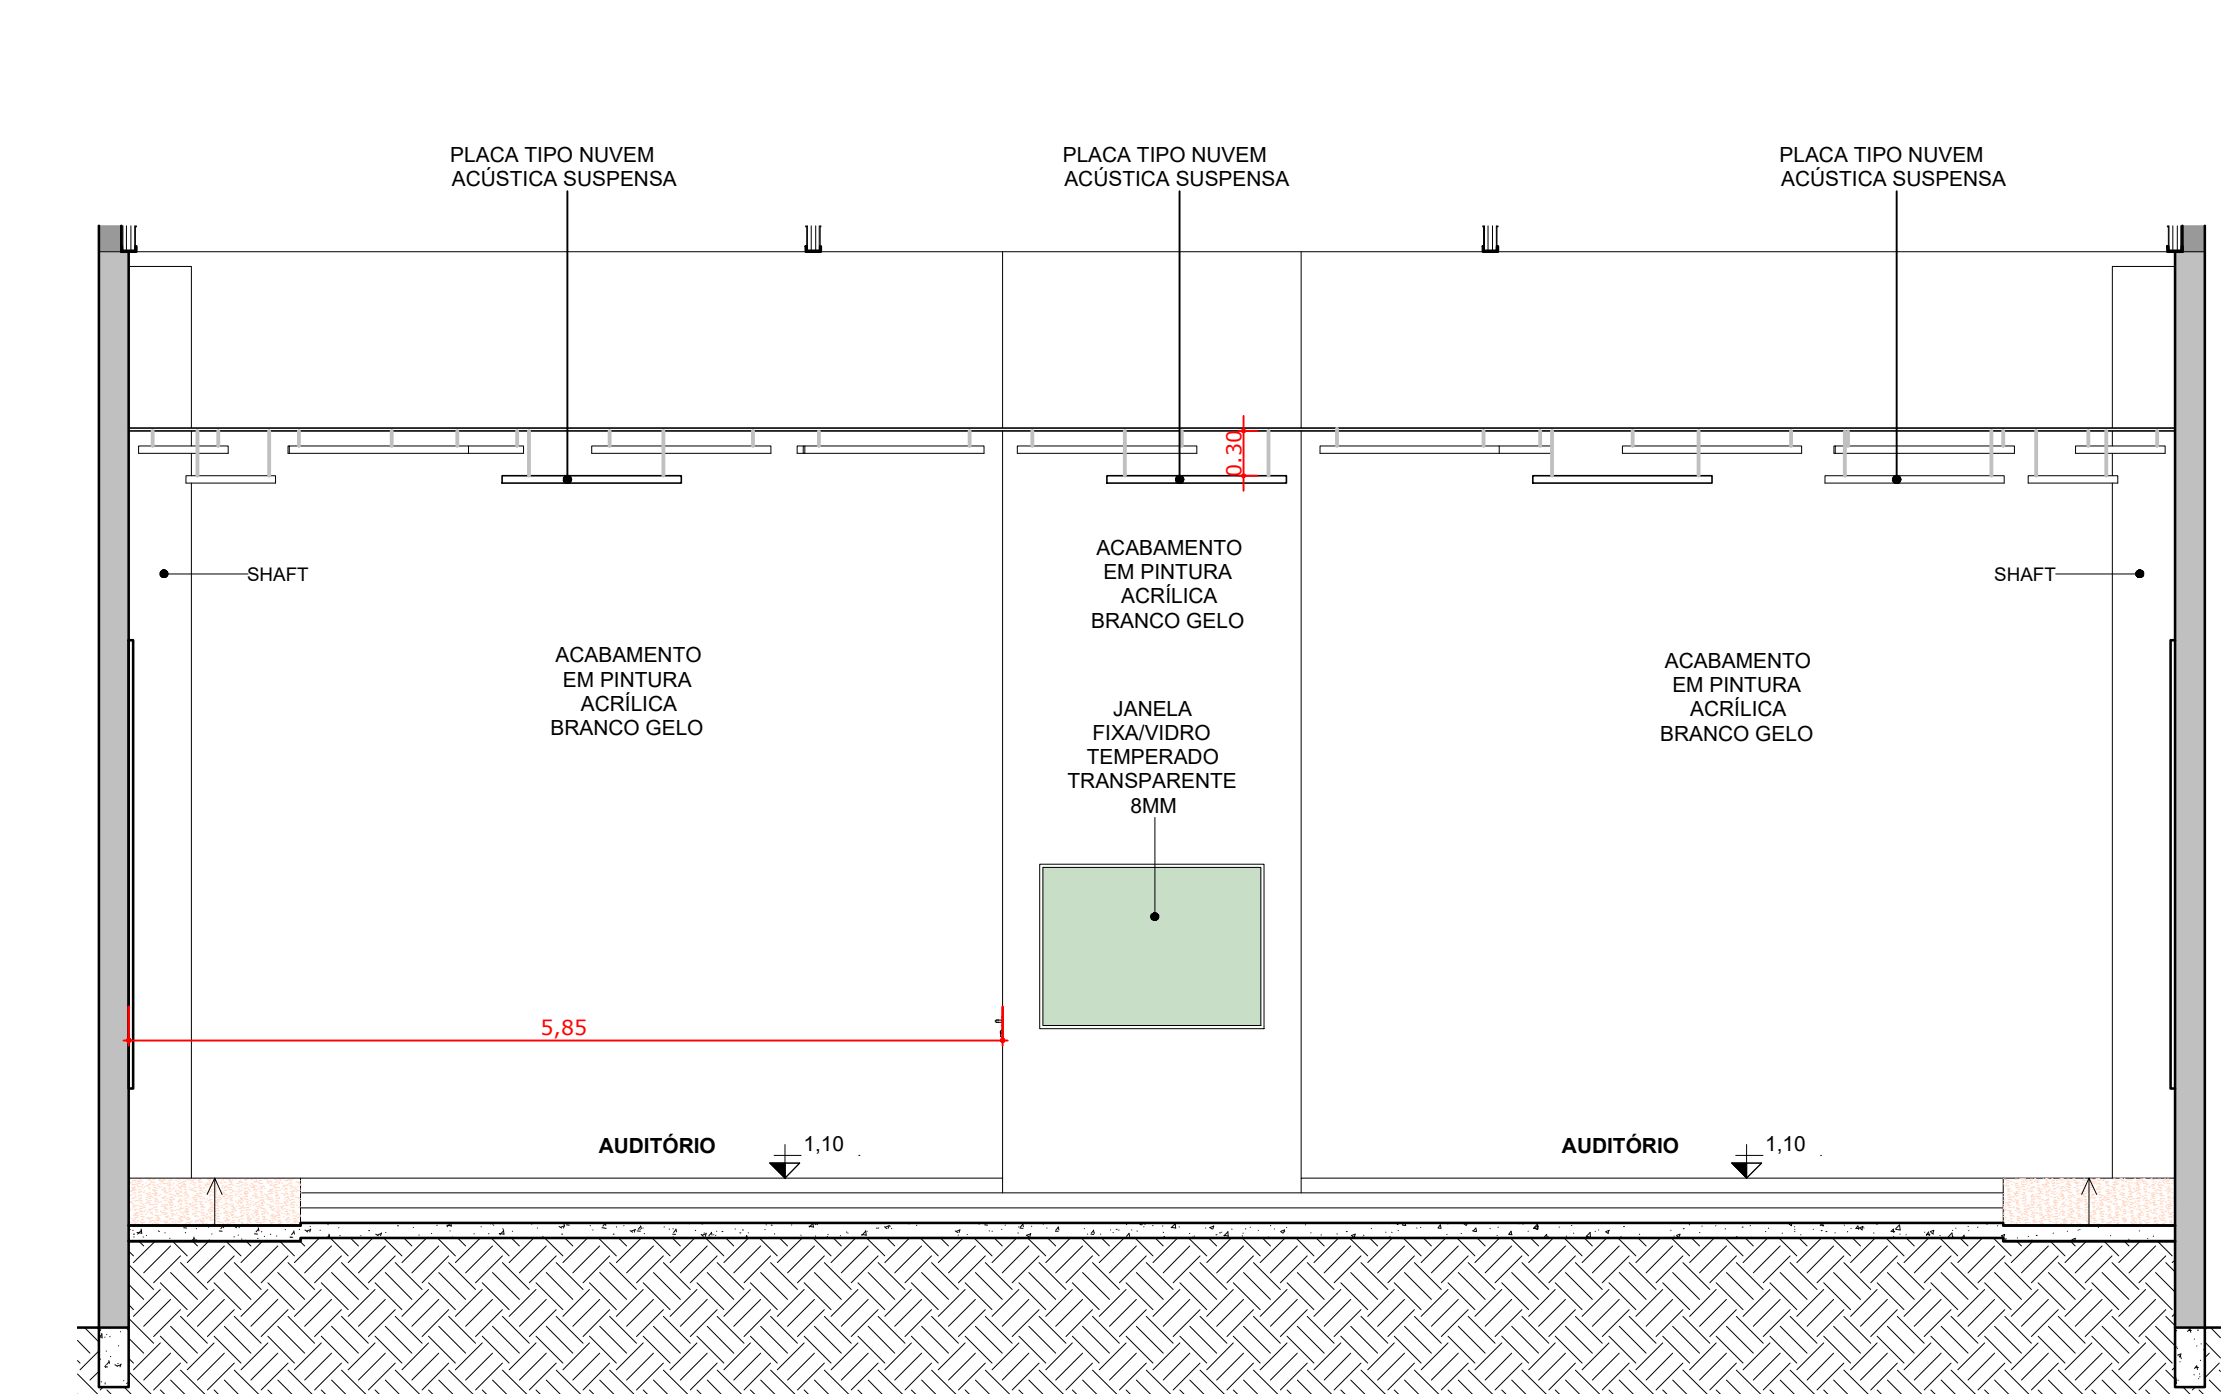 PLACA TIPO NUVEM
ACÚSTICA SUSPENSA
PLACA TIPO NUVEM
ACÚSTICA SUSPENSA
PLACA TIPO NUVEM
ACÚSTICA SUSPENSA
0.30
SHAFT
ACABAMENTO
EM PINTURA
ACRÍLICA
BRANCO GELO
SHAFT
ACABAMENTO
EM PINTURA
ACRÍLICA
BRANCO GELO
JANELA
FIXA/VIDRO
TEMPERADO
TRANSPARENTE
8MM
ACABAMENTO
EM PINTURA
ACRÍLICA
BRANCO GELO
5,85
AUDITÓRIO
1,10
AUDITÓRIO
1,10